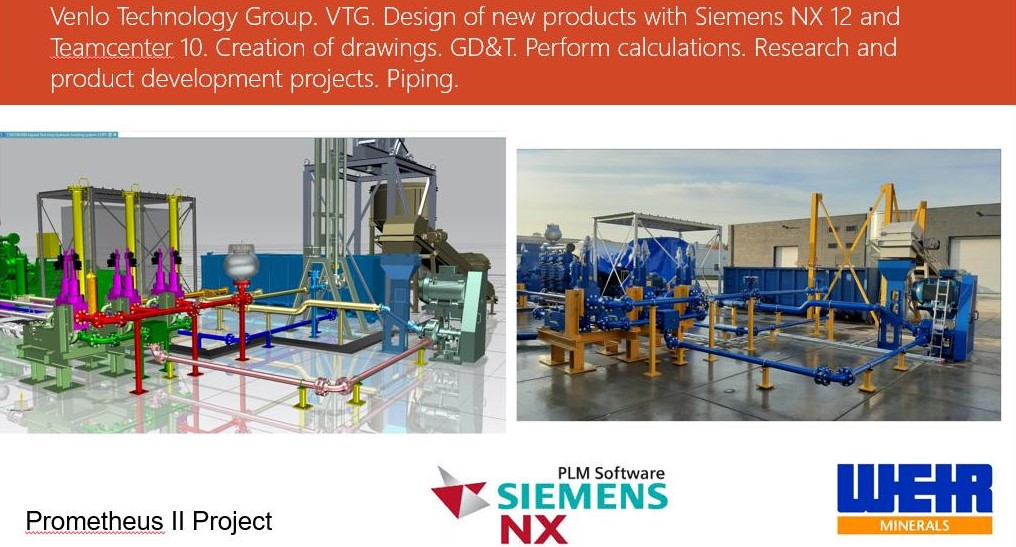 Venlo Technology Group. VTG. Design of new products with Siemens NX 12 and
Teamcenter 10. Creation of drawings. GD&T. Perform calculations. Research and
product development projects. Piping.
PLM Software
SIEMENS
NX
WEIR
MINERALS
Prometheus II Project